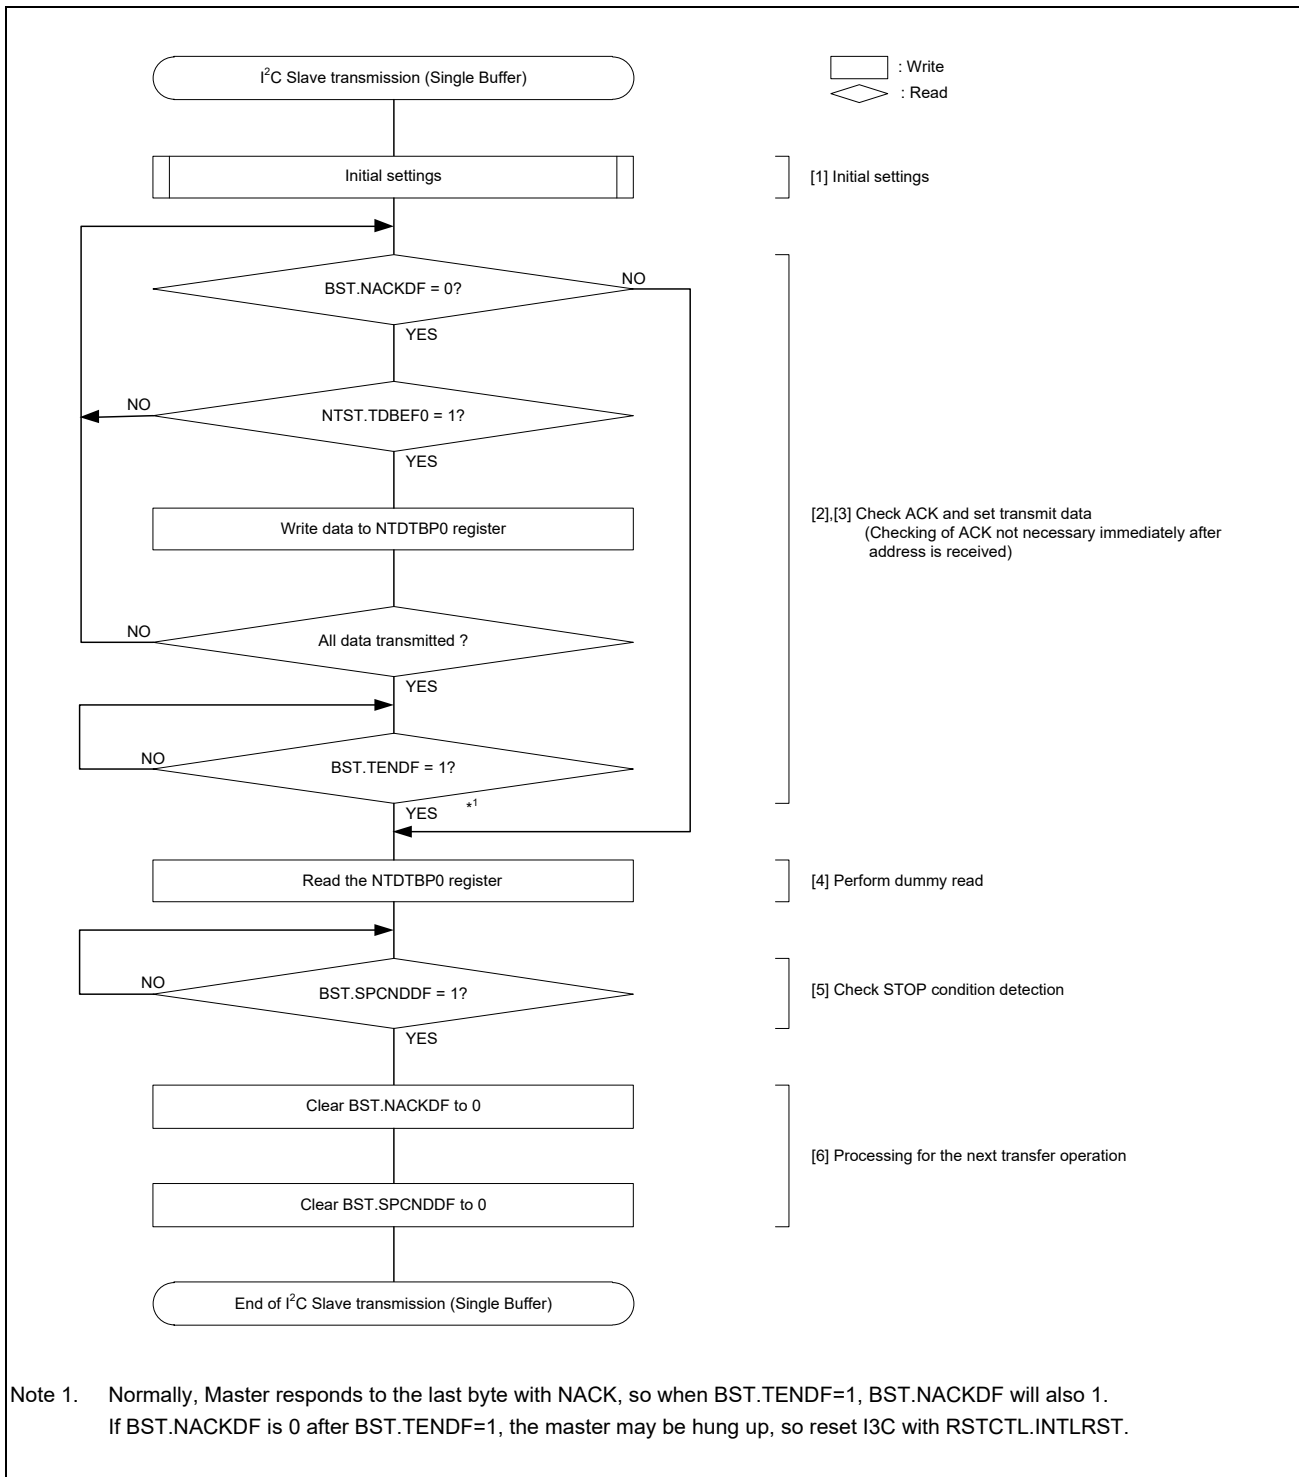 I²C Slave transmission (Single Buffer)
: Write
: Read
Initial settings
[1] Initial settings
BST.NACKDF = 0?
NO
YES
NTST.TDBEF0 = 1?
NO
YES
Write data to NTDTBP0 register
[2],[3] Check ACK and set transmit data
(Checking of ACK not necessary immediately after
address is received)
All data transmitted ?
NO
YES
BST.TENDF = 1?
NO
YES *¹
Read the NTDTBP0 register
[4] Perform dummy read
BST.SPCNDDF = 1?
NO
YES
[5] Check STOP condition detection
Clear BST.NACKDF to 0
[6] Processing for the next transfer operation
Clear BST.SPCNDDF to 0
End of I²C Slave transmission (Single Buffer)
Note 1. Normally, Master responds to the last byte with NACK, so when BST.TENDF=1, BST.NACKDF will also 1.
If BST.NACKDF is 0 after BST.TENDF=1, the master may be hung up, so reset I3C with RSTCTL.INTLRST.